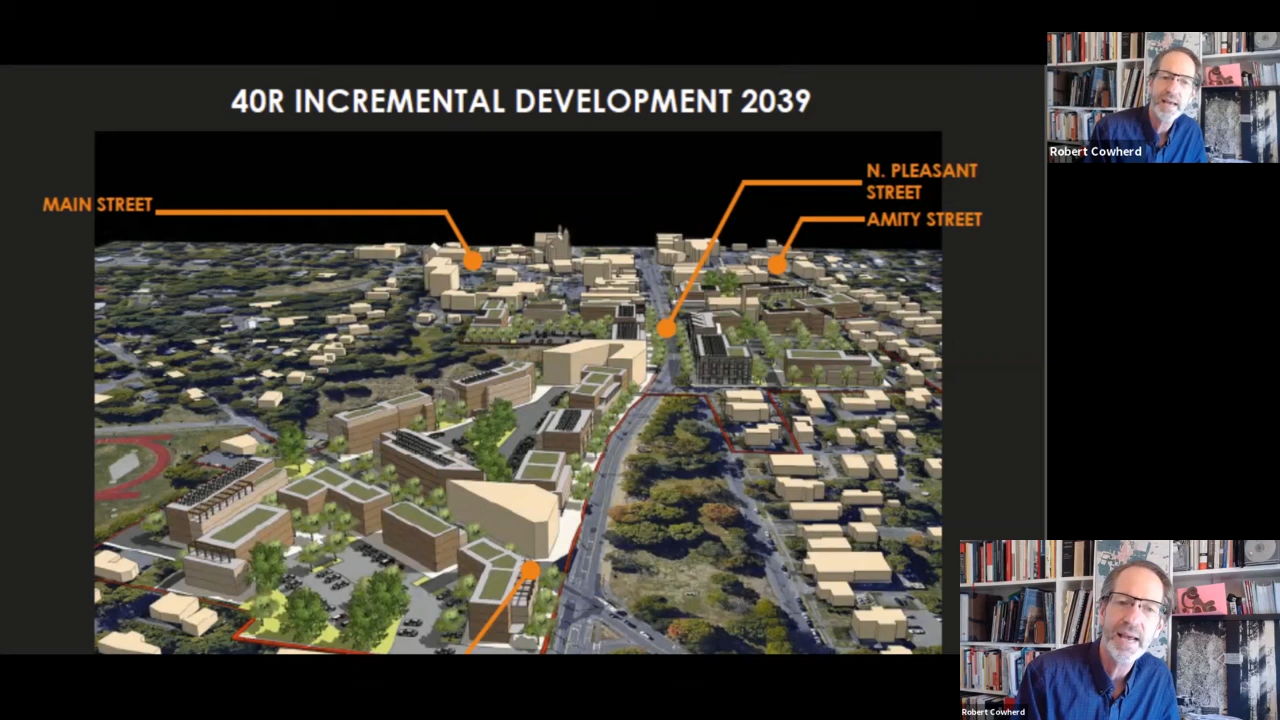 40R INCREMENTAL DEVELOPMENT 2039
MAIN STREET
N. PLEASANT
STREET
AMITY STREET
Robert Cowherd
Robert Cowherd